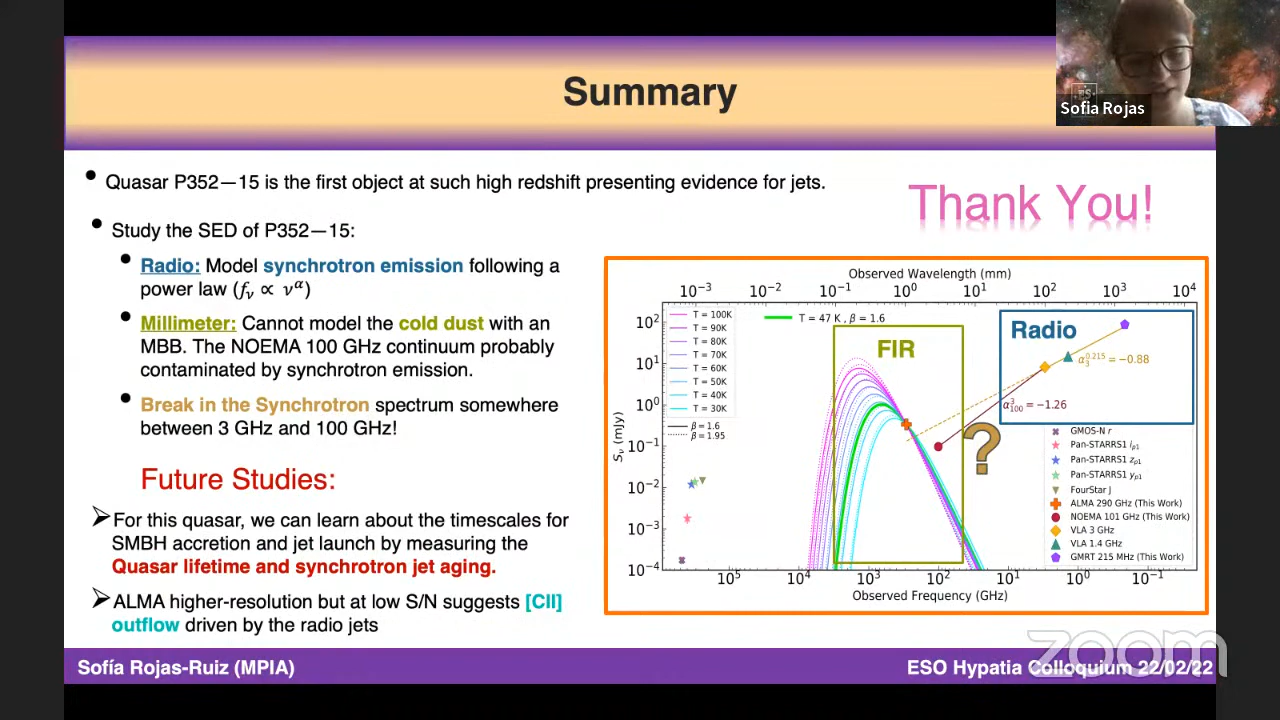 Summary
Sofia Rojas
• Quasar P352—15 is the first object at such high redshift presenting evidence for jets.
Thank You!
• Study the SED of P352—15:
• Radio: Model synchrotron emission following a
power law (fν ∝ ν^α)
• Millimeter: Cannot model the cold dust with an
MBB. The NOEMA 100 GHz continuum probably
contaminated by synchrotron emission.
• Break in the Synchrotron spectrum somewhere
between 3 GHz and 100 GHz!
Future Studies:
➢ For this quasar, we can learn about the timescales for
SMBH accretion and jet launch by measuring the
Quasar lifetime and synchrotron jet aging.
➢ ALMA higher-resolution but at low S/N suggests [CII]
outflow driven by the radio jets
Observed Wavelength (mm)
10^-3 10^-2 10^-1 10^0 10^1 10^2 10^3 10^4
T = 100K
T = 90K
T = 80K
T = 70K
T = 60K
T = 50K
T = 40K
T = 30K
β = 1.6
β = 1.95
T = 47 K , β = 1.6
FIR
Radio
α_3^0.215 = −0.88
α_100^3 = −1.26
?
GMOS-N r
Pan-STARRS1 i_p1
Pan-STARRS1 z_p1
Pan-STARRS1 y_p1
FourStar J
ALMA 290 GHz (This Work)
NOEMA 101 GHz (This Work)
VLA 3 GHz
VLA 1.4 GHz
GMRT 215 MHz (This Work)
S_ν (mJy)
10^2
10^1
10^0
10^-1
10^-2
10^-3
10^-4
10^5 10^4 10^3 10^2 10^1 10^0 10^-1
Observed Frequency (GHz)
zoom
Sofía Rojas-Ruiz (MPIA)
ESO Hypatia Colloquium 22/02/22